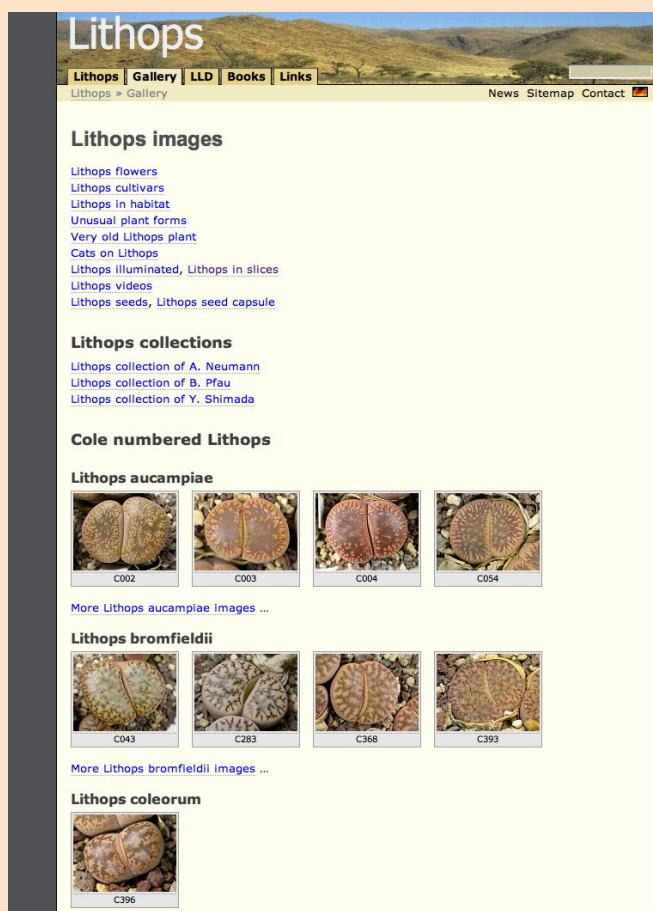 Lithops
Lithops Gallery LLD Books Links
Lithops » Gallery News Sitemap Contact
Lithops images
Lithops flowers
Lithops cultivars
Lithops in habitat
Unusual plant forms
Very old Lithops plant
Cats on Lithops
Lithops illuminated, Lithops in slices
Lithops videos
Lithops seeds, Lithops seed capsule
Lithops collections
Lithops collection of A. Neumann
Lithops collection of B. Pfau
Lithops collection of Y. Shimada
Cole numbered Lithops
Lithops aucampiae
C002 C003 C004 C054
More Lithops aucampiae images ...
Lithops bromfieldii
C043 C283 C368 C393
More Lithops bromfieldii images ...
Lithops coleorum
C396